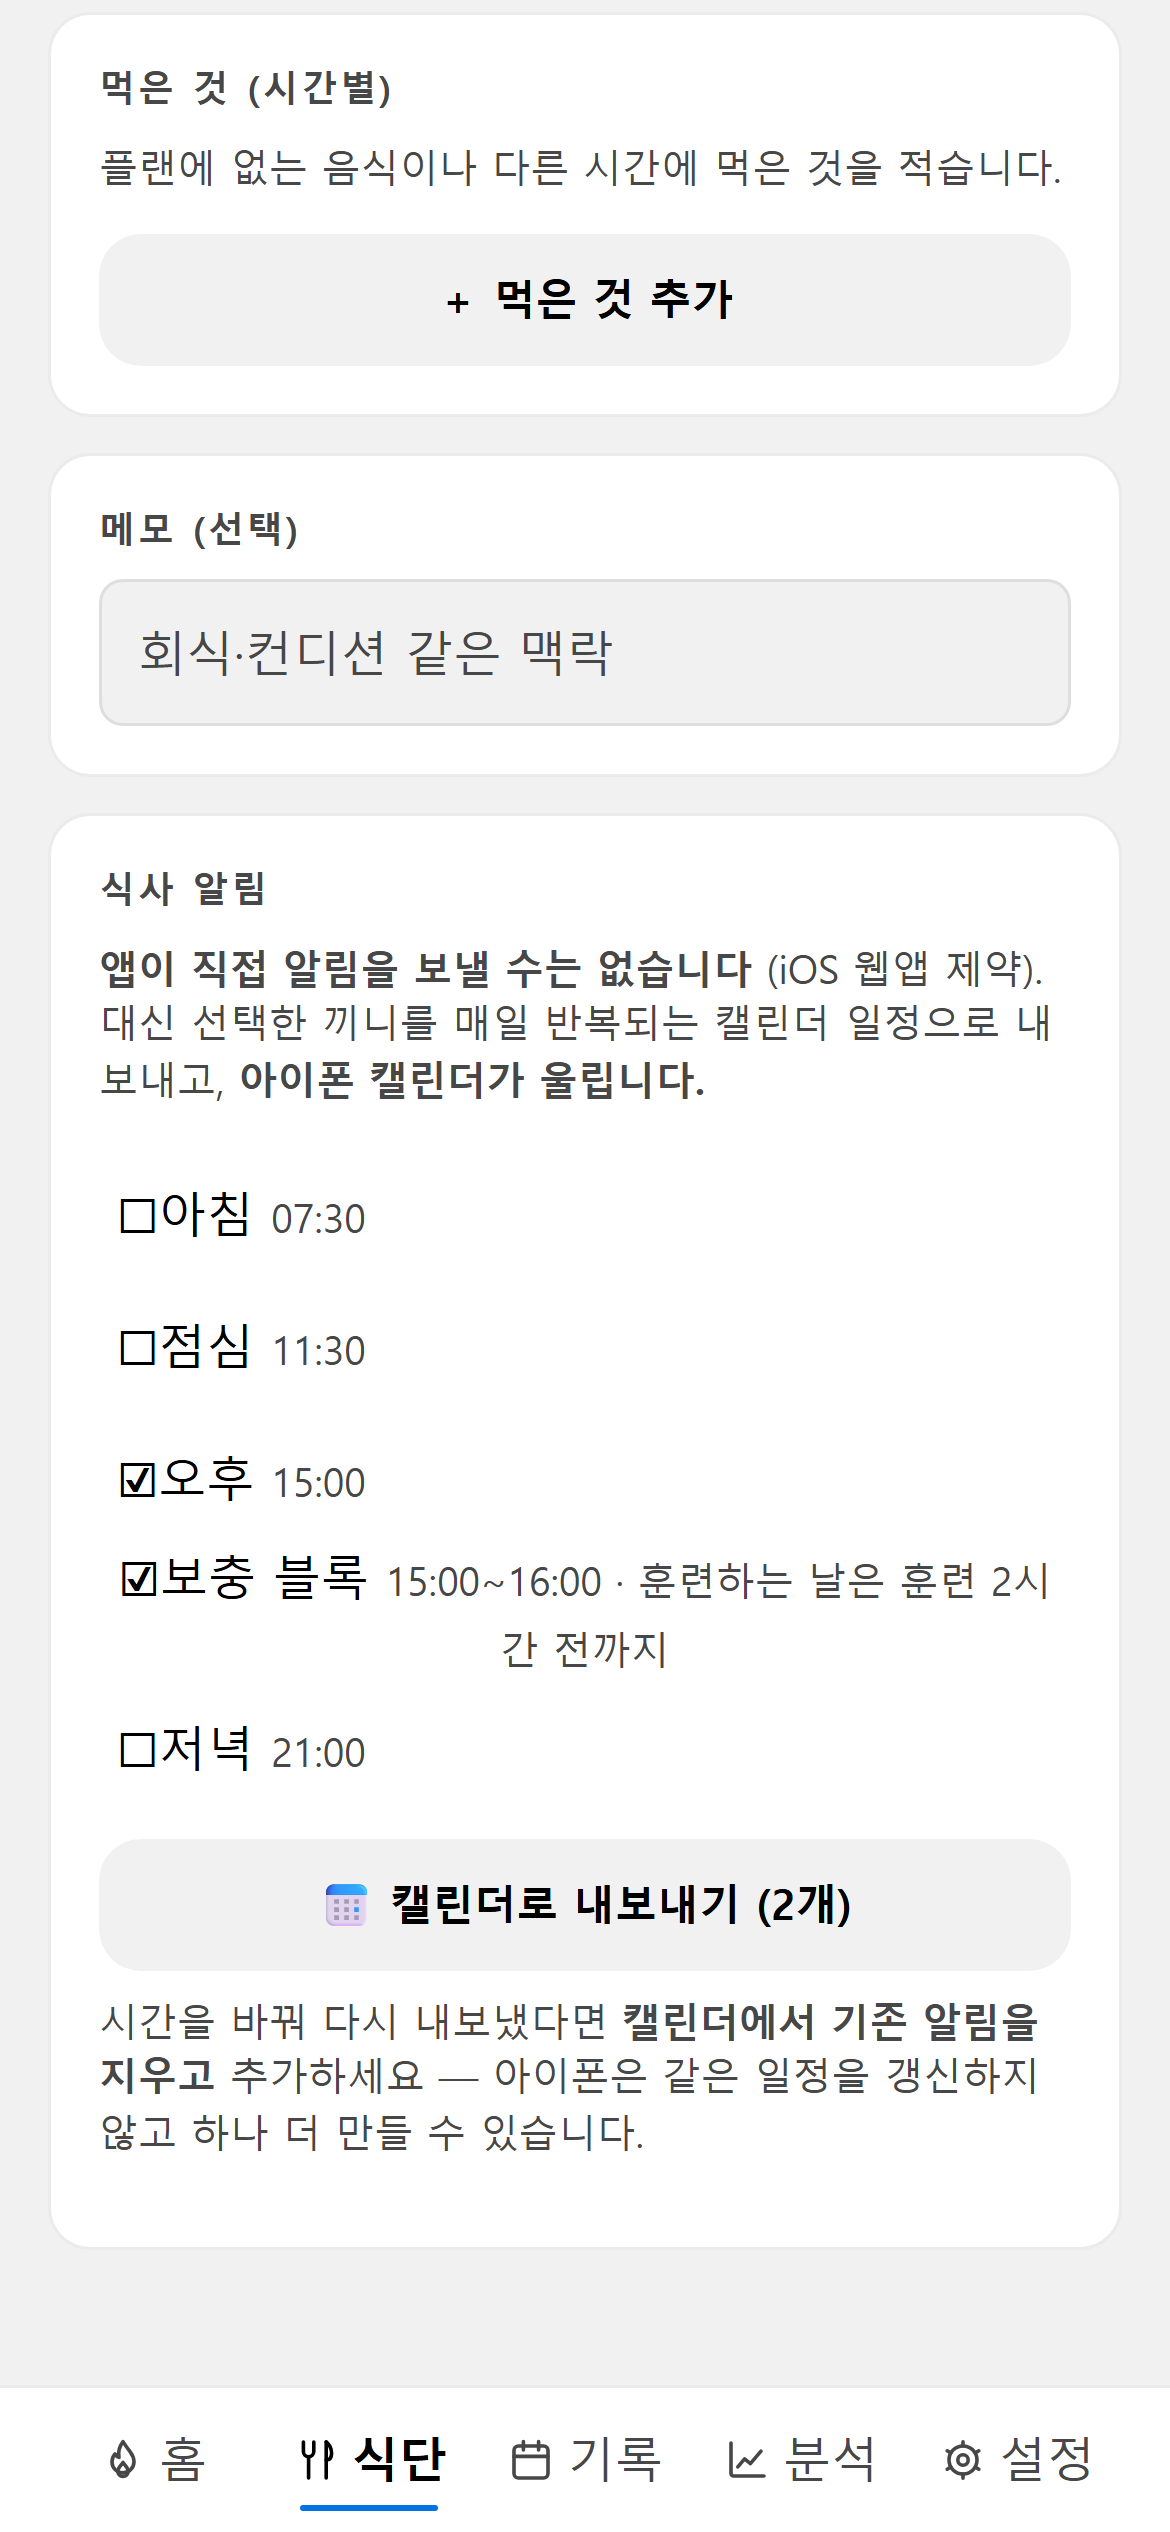 먹은 것 (시간별)
플랜에 없는 음식이나 다른 시간에 먹은 것을 적습니다.
+ 먹은 것 추가
메모 (선택)
회식·컨디션 같은 맥락
식사 알림
앱이 직접 알림을 보낼 수는 없습니다 (iOS 웹앱 제약).
대신 선택한 끼니를 매일 반복되는 캘린더 일정으로 내
보내고, 아이폰 캘린더가 울립니다.
☐아침 07:30
☐점심 11:30
☑오후 15:00
☑보충 블록 15:00~16:00 · 훈련하는 날은 훈련 2시
간 전까지
☐저녁 21:00
캘린더로 내보내기 (2개)
시간을 바꿔 다시 내보냈다면 캘린더에서 기존 알림을
지우고 추가하세요 — 아이폰은 같은 일정을 갱신하지
않고 하나 더 만들 수 있습니다.
홈 식단 기록 분석 설정